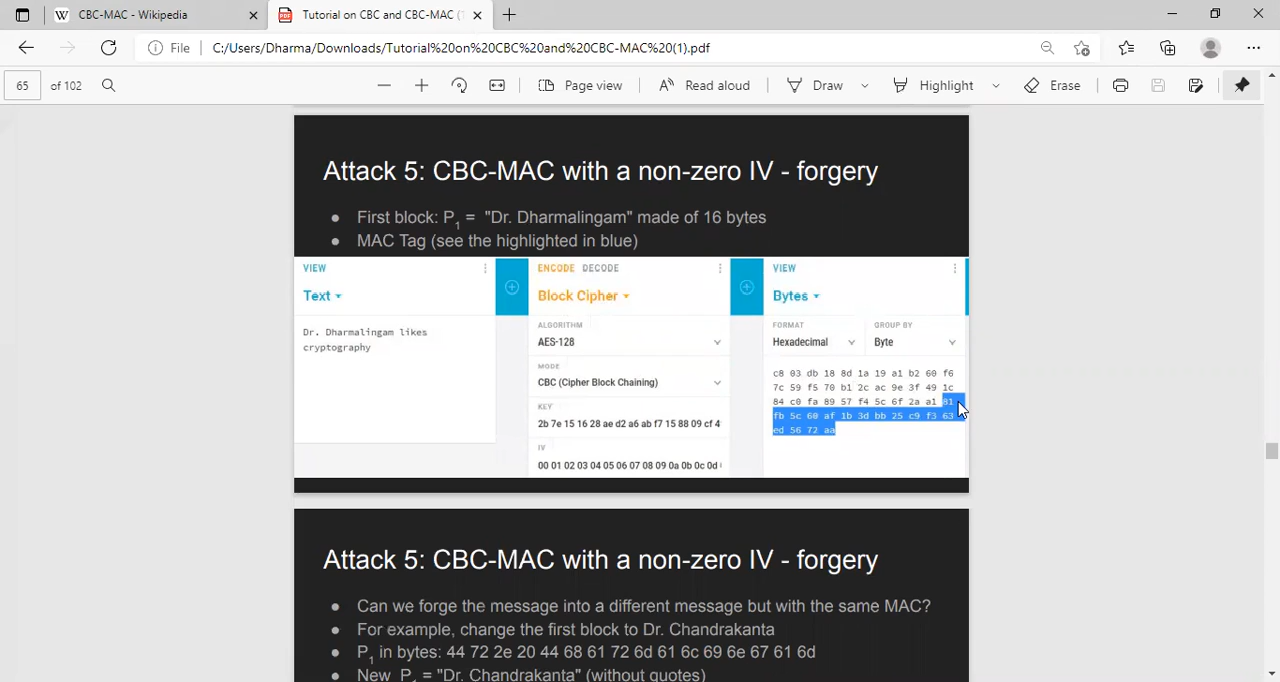 CBC-MAC - Wikipedia
Tutorial on CBC and CBC-MAC (1
File
C:/Users/Dharma/Downloads/Tutorial%20on%20CBC%20and%20CBC-MAC%20(1).pdf
65 of 102
Page view
Read aloud
Draw
Highlight
Erase
Attack 5: CBC-MAC with a non-zero IV - forgery
● First block: P1 = "Dr. Dharmalingam" made of 16 bytes
● MAC Tag (see the highlighted in blue)
VIEW
Text
Dr. Dharmalingam likes
cryptography
ENCODE DECODE
Block Cipher
ALGORITHM
AES-128
MODE
CBC (Cipher Block Chaining)
KEY
2b 7e 15 16 28 ae d2 a6 ab f7 15 88 09 cf 4
IV
00 01 02 03 04 05 06 07 08 09 0a 0b 0c 0d
VIEW
Bytes
FORMAT
Hexadecimal
GROUP BY
Byte
c8 03 db 18 8d 1a 19 a1 b2 60 f6
7c 59 f5 70 b1 2c ac 9e 3f 49 1c
84 c0 fa 89 57 f4 5c 6f 2a a1 81
fb 5c 60 af 1b 3d bb 25 c9 f3 63
ed 56 72 aa
Attack 5: CBC-MAC with a non-zero IV - forgery
● Can we forge the message into a different message but with the same MAC?
● For example, change the first block to Dr. Chandrakanta
● P1 in bytes: 44 72 2e 20 44 68 61 72 6d 61 6c 69 6e 67 61 6d
● New P1 = "Dr. Chandrakanta" (without quotes)